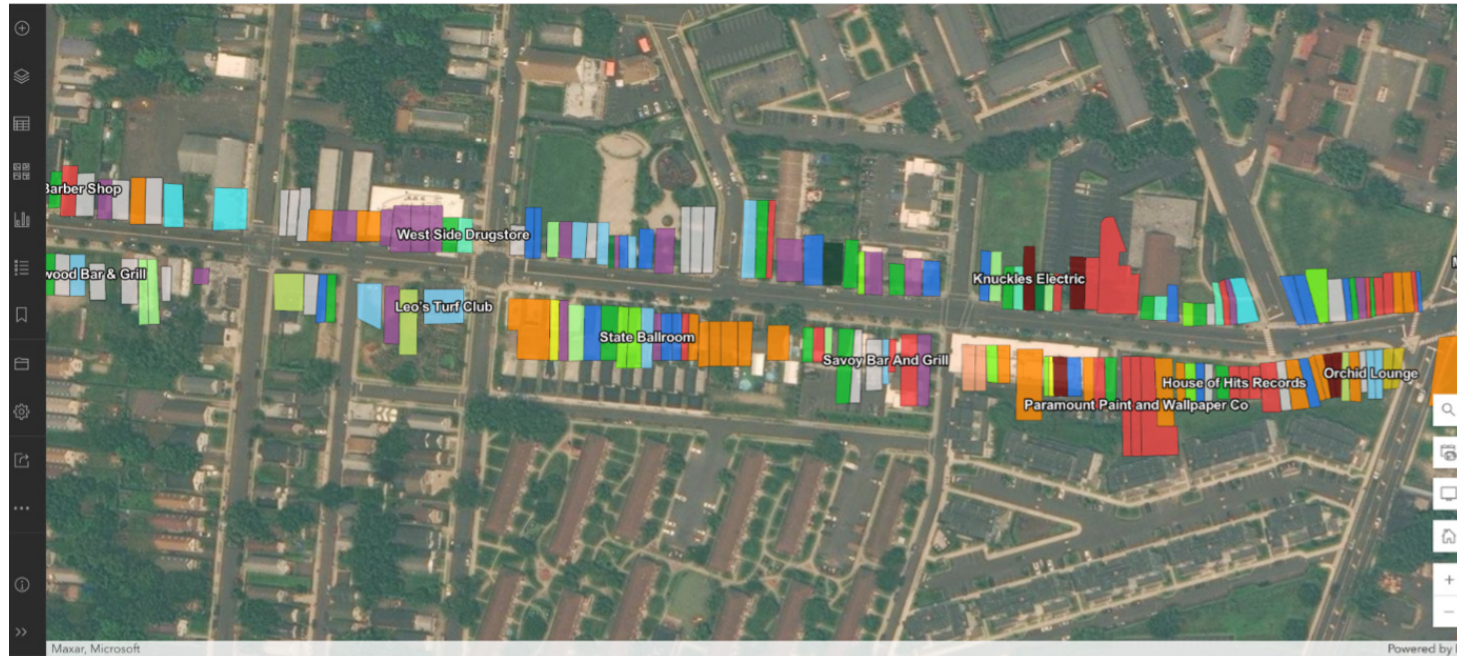 Barber Shop
West Side Drugstore
wood Bar & Grill
Knuckles Electric
Leo's Turf Club
State Ballroom
Savoy Bar And Grill
Orchid Lounge
House of Hits Records
Paramount Paint and Wallpaper Co
Maxar, Microsoft
Powered by